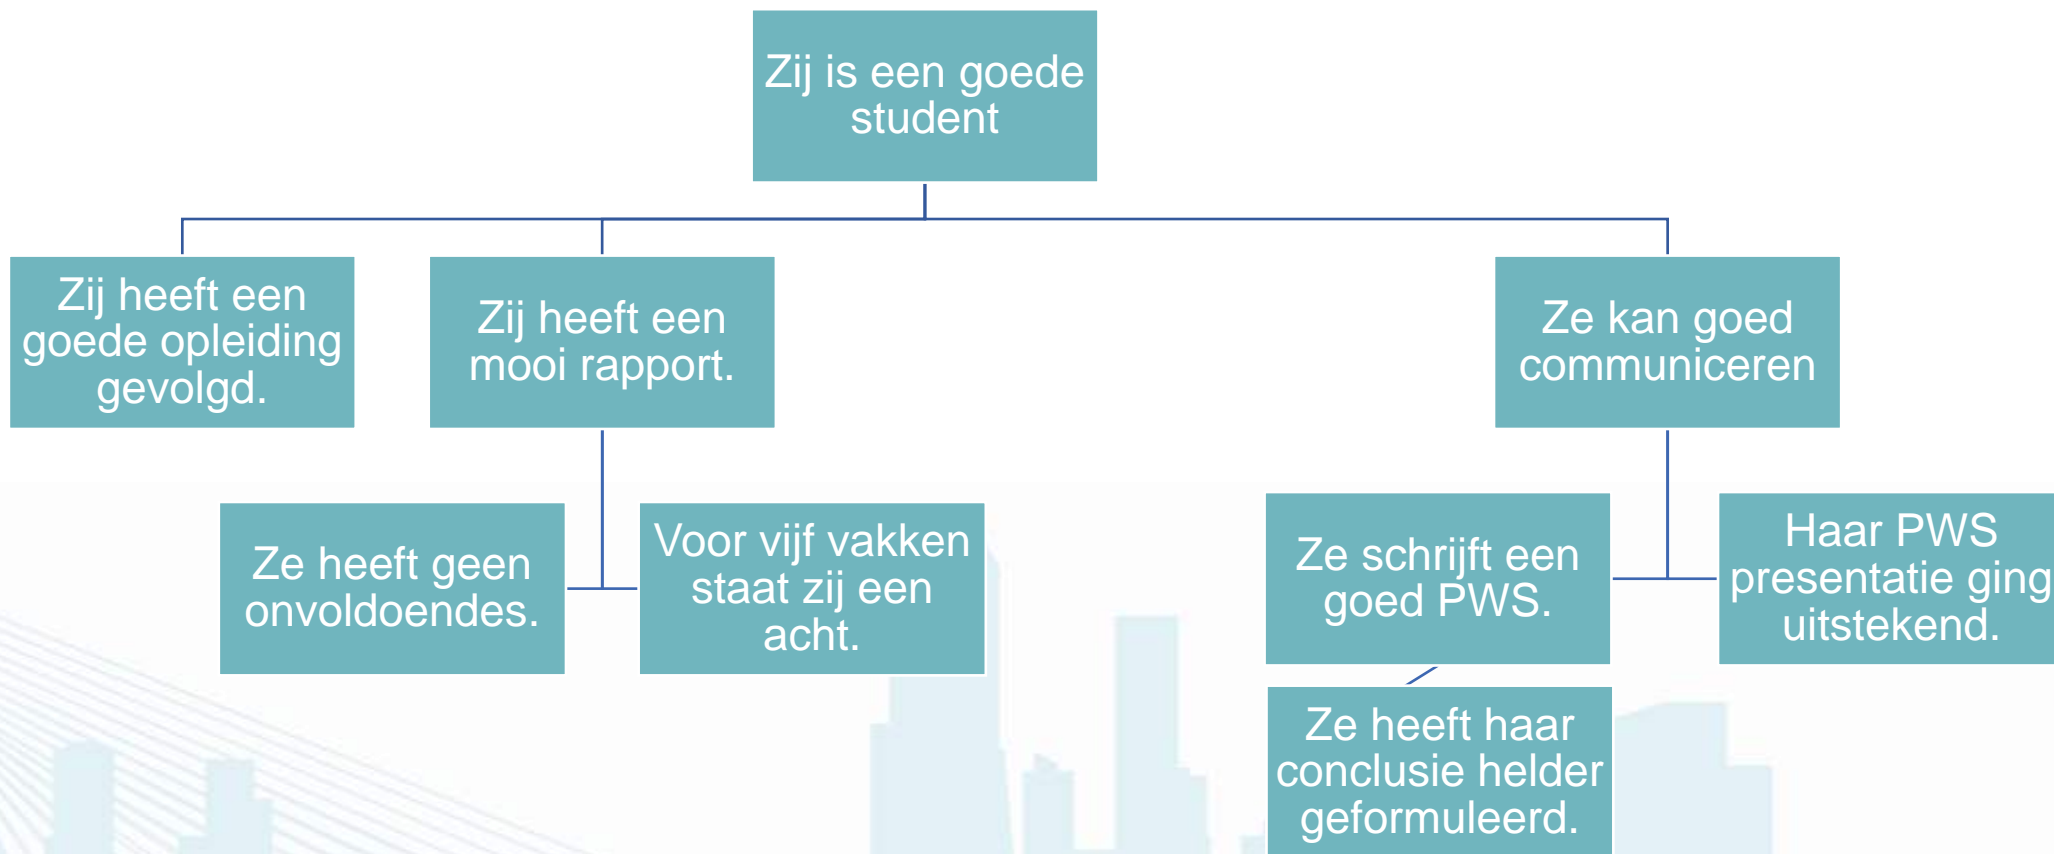 Zij is een goede
student
Zij heeft een
goede opleiding
gevolgd.
Zij heeft een
mooi rapport.
Ze kan goed
communiceren
Ze heeft geen
onvoldoendes.
Voor vijf vakken
staat zij een
acht.
Ze schrijft een
goed PWS.
Haar PWS
presentatie ging
uitstekend.
Ze heeft haar
conclusie helder
geformuleerd.